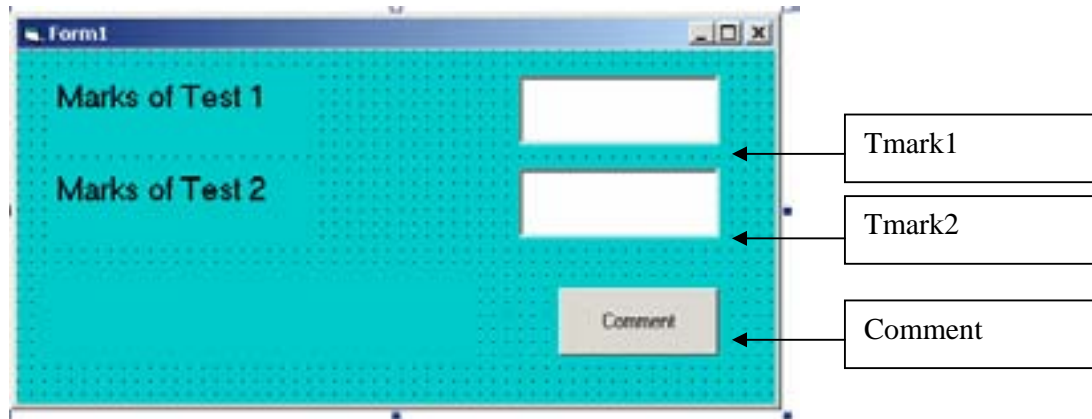 Form1
Marks of Test 1
Tmark1
Marks of Test 2
Tmark2
Comment
Comment